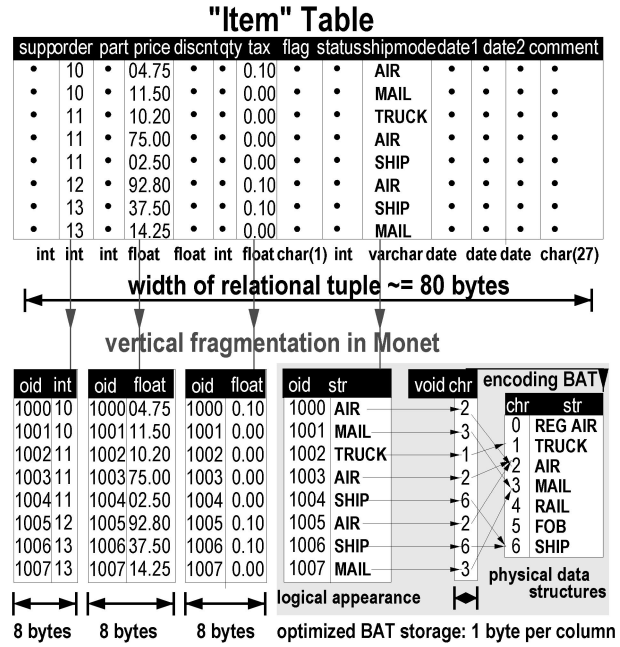 "Item" Table
supp order part price discnt qty tax flag status shipmode date1 date2 comment
• 10 • 04.75 • • 0.10 • • AIR • • •
• 10 • 11.50 • • 0.00 • • MAIL • • •
• 11 • 10.20 • • 0.00 • • TRUCK • • •
• 11 • 75.00 • • 0.00 • • AIR • • •
• 11 • 02.50 • • 0.00 • • SHIP • • •
• 12 • 92.80 • • 0.10 • • AIR • • •
• 13 • 37.50 • • 0.10 • • SHIP • • •
• 13 • 14.25 • • 0.00 • • MAIL • • •
int int int float float int float char(1) int varchar date date date char(27)
width of relational tuple ~= 80 bytes
vertical fragmentation in Monet
oid int oid float oid float oid str void chr encoding BAT
1000 10 1000 04.75 1000 0.10 1000 AIR 2
1001 10 1001 11.50 1001 0.00 1001 MAIL 3
1002 11 1002 10.20 1002 0.00 1002 TRUCK 1
1003 11 1003 75.00 1003 0.00 1003 AIR 2
1004 11 1004 02.50 1004 0.00 1004 SHIP 6
1005 12 1005 92.80 1005 0.10 1005 AIR 2
1006 13 1006 37.50 1006 0.10 1006 SHIP 6
1007 13 1007 14.25 1007 0.00 1007 MAIL 3
chr str
0 REG AIR
1 TRUCK
2 AIR
3 MAIL
4 RAIL
5 FOB
6 SHIP
logical appearance
physical data
structures
8 bytes 8 bytes 8 bytes optimized BAT storage: 1 byte per column